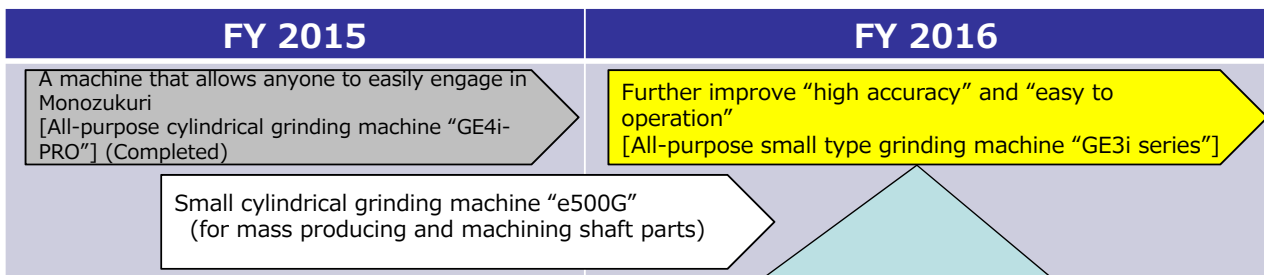 FY 2015
FY 2016
A machine that allows anyone to easily engage in
Monozukuri
[All-purpose cylindrical grinding machine “GE4i-
PRO”] (Completed)
Further improve “high accuracy” and “easy to
operation”
[All-purpose small type grinding machine “GE3i series”]
Small cylindrical grinding machine “e500G”
(for mass producing and machining shaft parts)